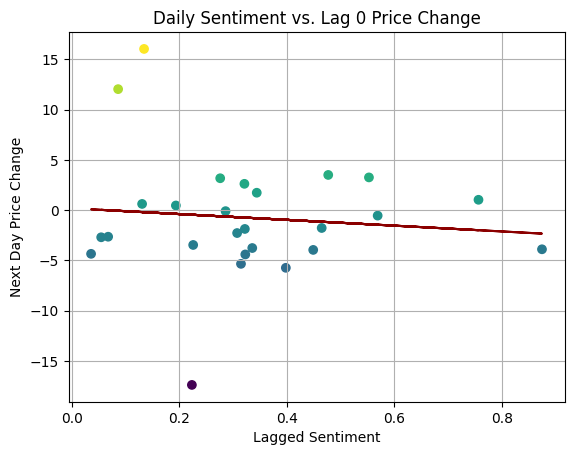 Daily Sentiment vs. Lag 0 Price Change
Next Day Price Change
15
10
5
0
−5
−10
−15
0.0 0.2 0.4 0.6 0.8
Lagged Sentiment